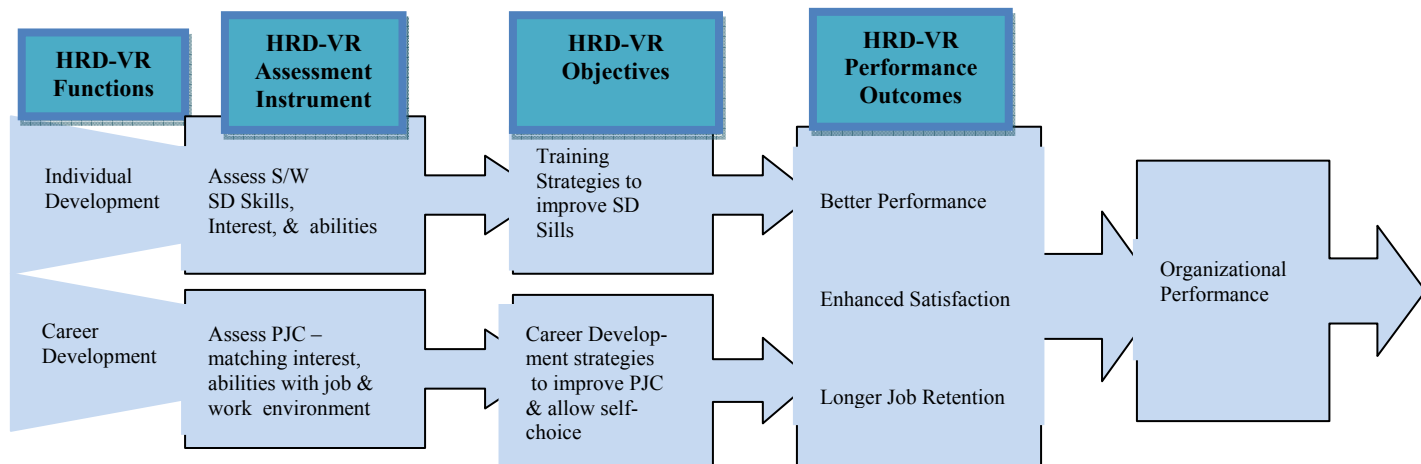 HRD-VR
Functions
HRD-VR
Assessment
Instrument
HRD-VR
Objectives
HRD-VR
Performance
Outcomes
Individual
Development
Assess S/W
SD Skills,
Interest, & abilities
Training
Strategies to
improve SD
Sills
Better Performance
Enhanced Satisfaction
Longer Job Retention
Organizational
Performance
Career
Development
Assess PJC –
matching interest,
abilities with job &
work environment
Career Develop-
ment strategies
to improve PJC
& allow self-
choice